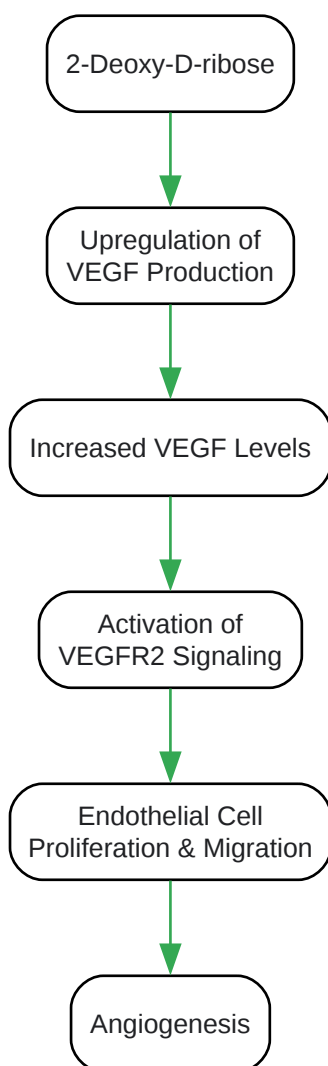 2-Deoxy-D-ribose
Upregulation of
VEGF Production
Increased VEGF Levels
Activation of
VEGFR2 Signaling
Endothelial Cell
Proliferation & Migration
Angiogenesis